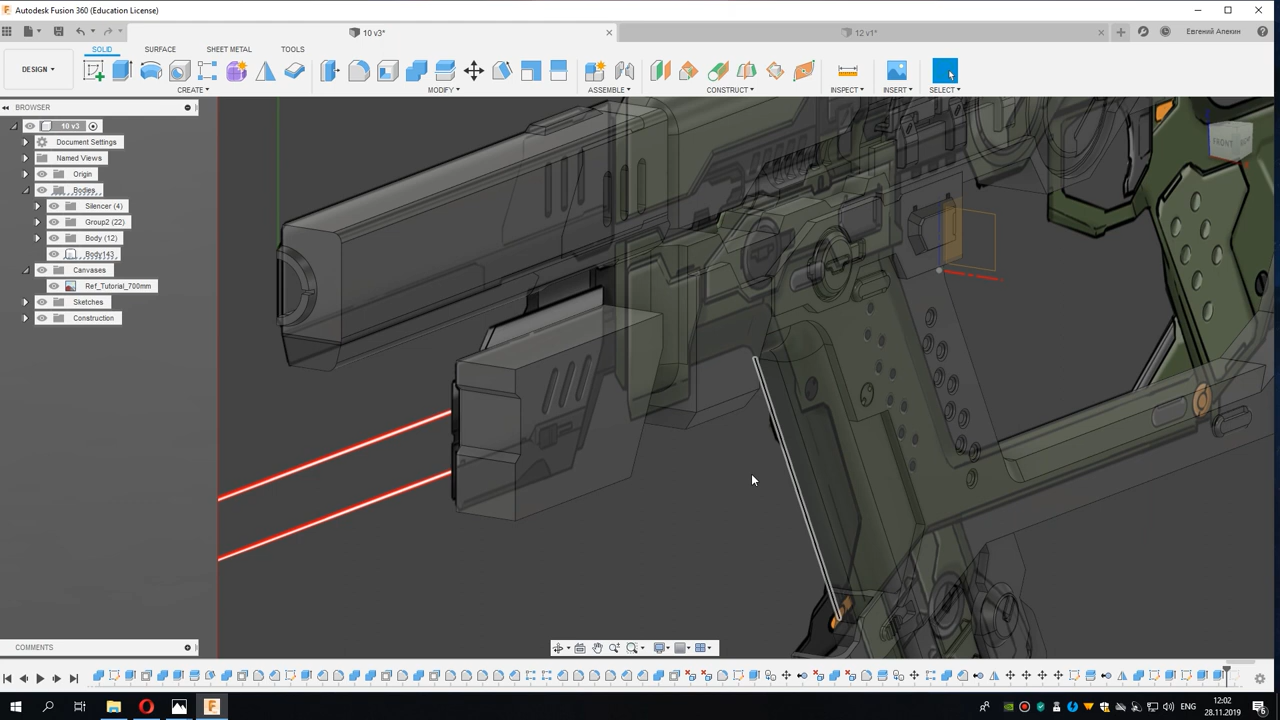 Autodesk Fusion 360 (Education License)
10 v3*
12 v1*
Евгений Апекин
DESIGN
SOLID
SURFACE
SHEET METAL
TOOLS
CREATE
MODIFY
ASSEMBLE
CONSTRUCT
INSPECT
INSERT
SELECT
BROWSER
10 v3
Document Settings
Named Views
Origin
Bodies
Silencer (4)
Group2 (22)
Body (12)
Body143
Canvases
Ref_Tutorial_700mm
Sketches
Construction
FRONT
COMMENTS
ENG
12:02
28.11.2019
6